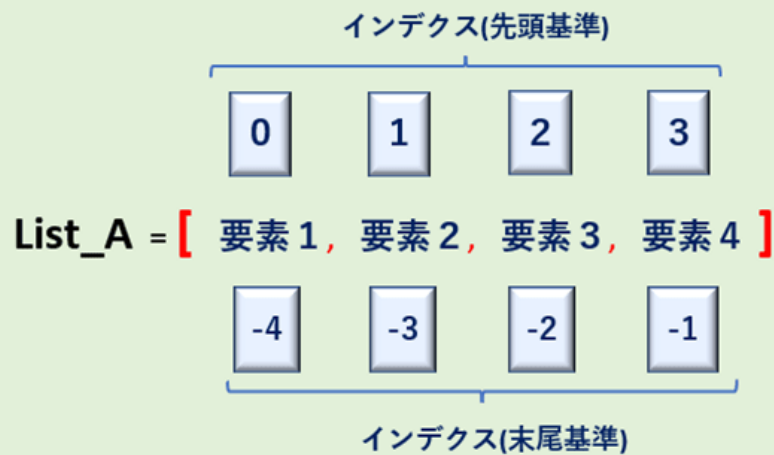 インデクス(先頭基準)
0 1 2 3
List_A = [ 要素1, 要素2, 要素3, 要素4 ]
-4 -3 -2 -1
インデクス(末尾基準)